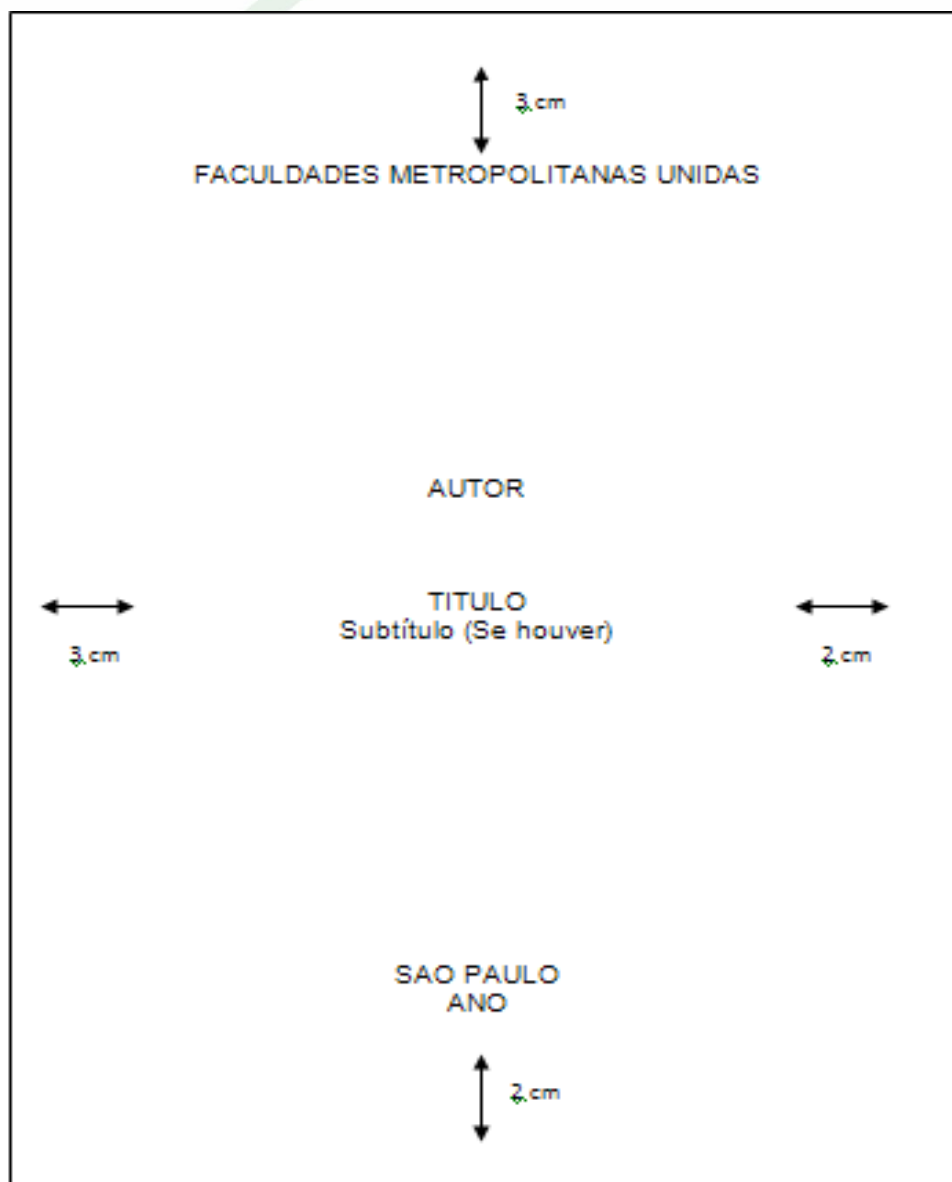 3 cm
FACULDADES METROPOLITANAS UNIDAS
AUTOR
TITULO
Subtítulo (Se houver)
3 cm
2 cm
SAO PAULO
ANO
2 cm